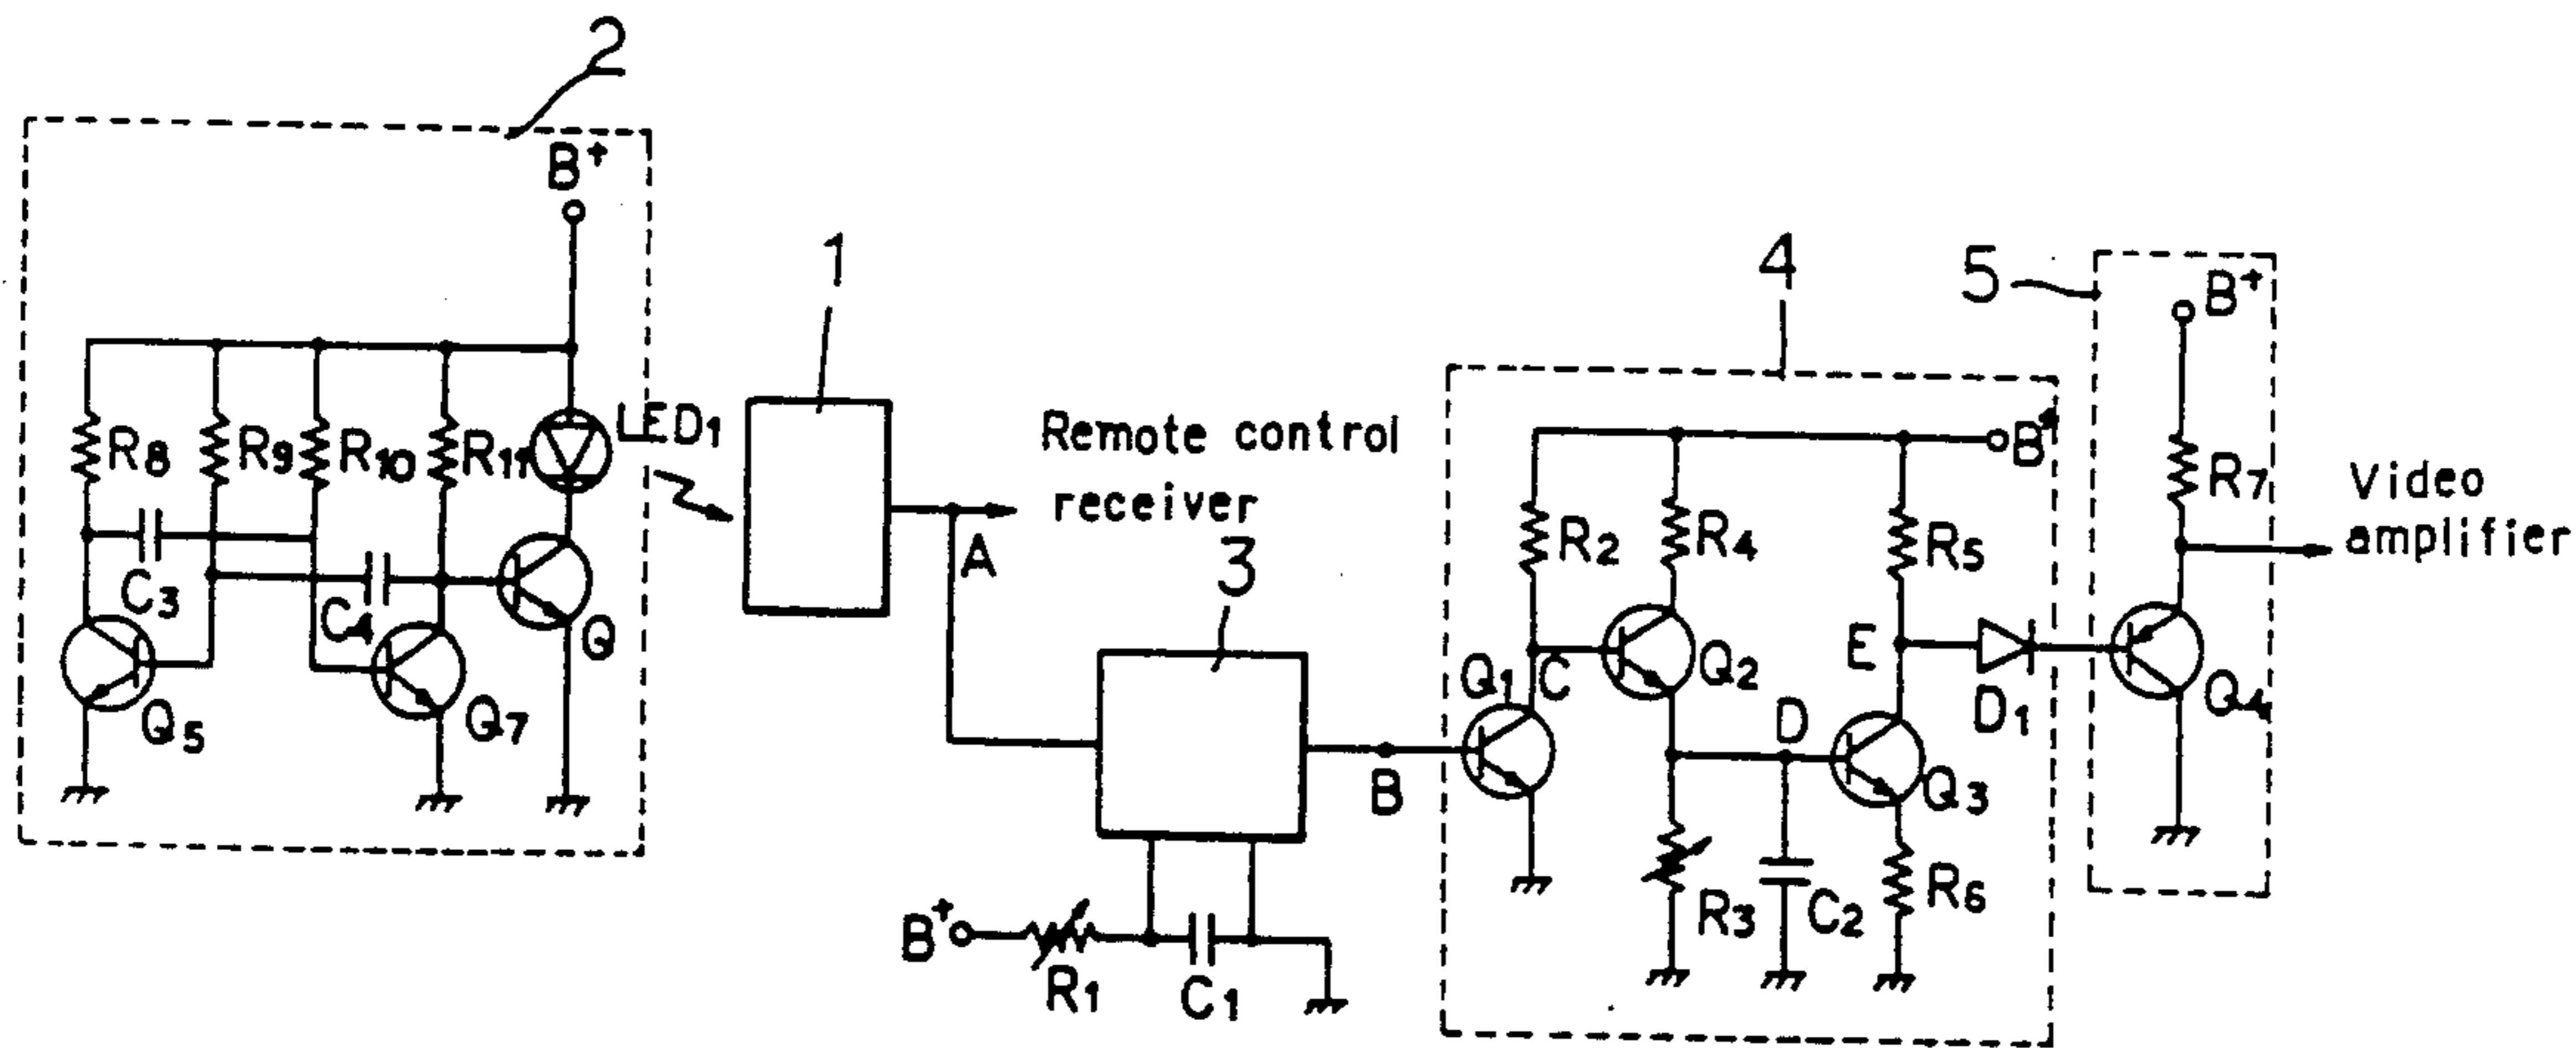 2
B+
1
4
5
B+
LED1
R8
R9
R10
R11
Remote control
receiver
B+
R7
Video
amplifier
R2
R4
R5
A
C3
C4
3
Q
Q1
C
Q2
E
D1
Q4
Q5
Q7
D
B
Q3
R3
C2
R6
B+
R1
C1